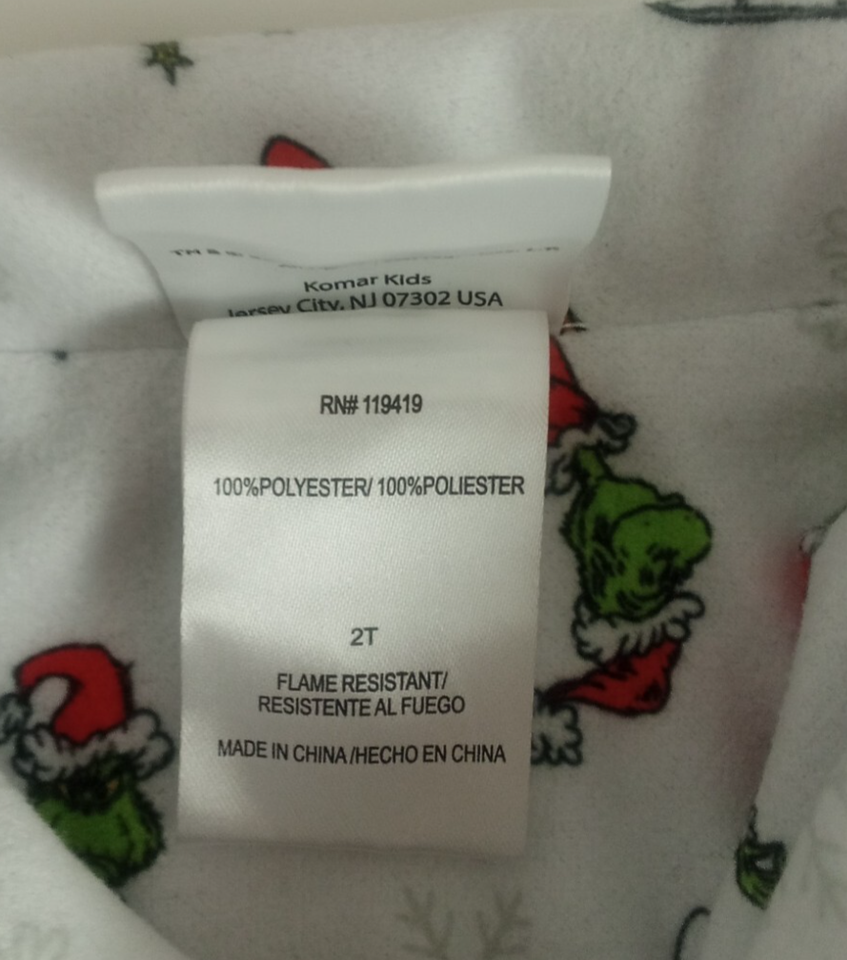 TM & ©
Komar Kids
Jersey City, NJ 07302 USA
RN# 119419
100%POLYESTER/ 100%POLIESTER
2T
FLAME RESISTANT/
RESISTENTE AL FUEGO
MADE IN CHINA/HECHO EN CHINA